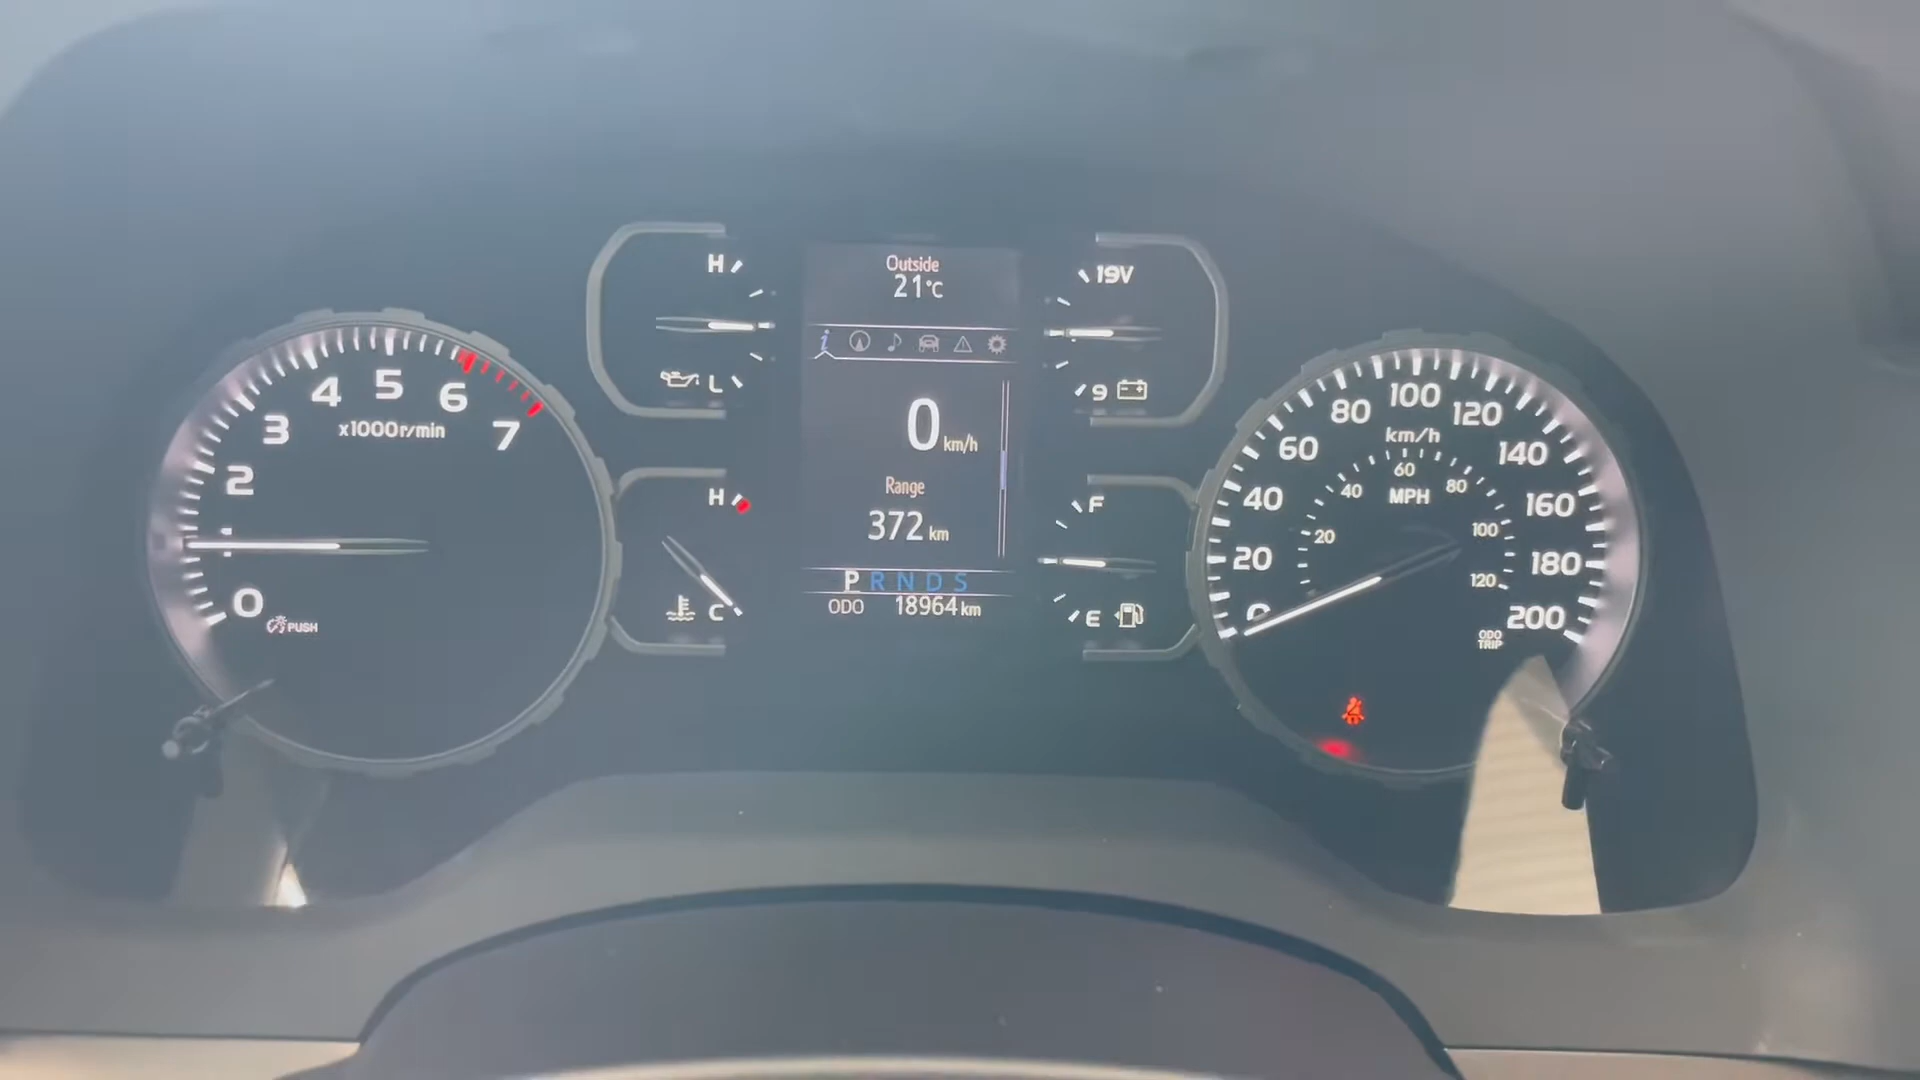 Outside
21°C
0 km/h
Range
372 km
P R N D S
ODO 18964 km
H
L
H
C
19V
9
F
E
0
1
2
3
4
5
6
7
x1000r/min
PUSH
0
20
40
60
80
100
120
140
160
180
200
km/h
20
40
60
80
100
120
MPH
ODO
TRIP